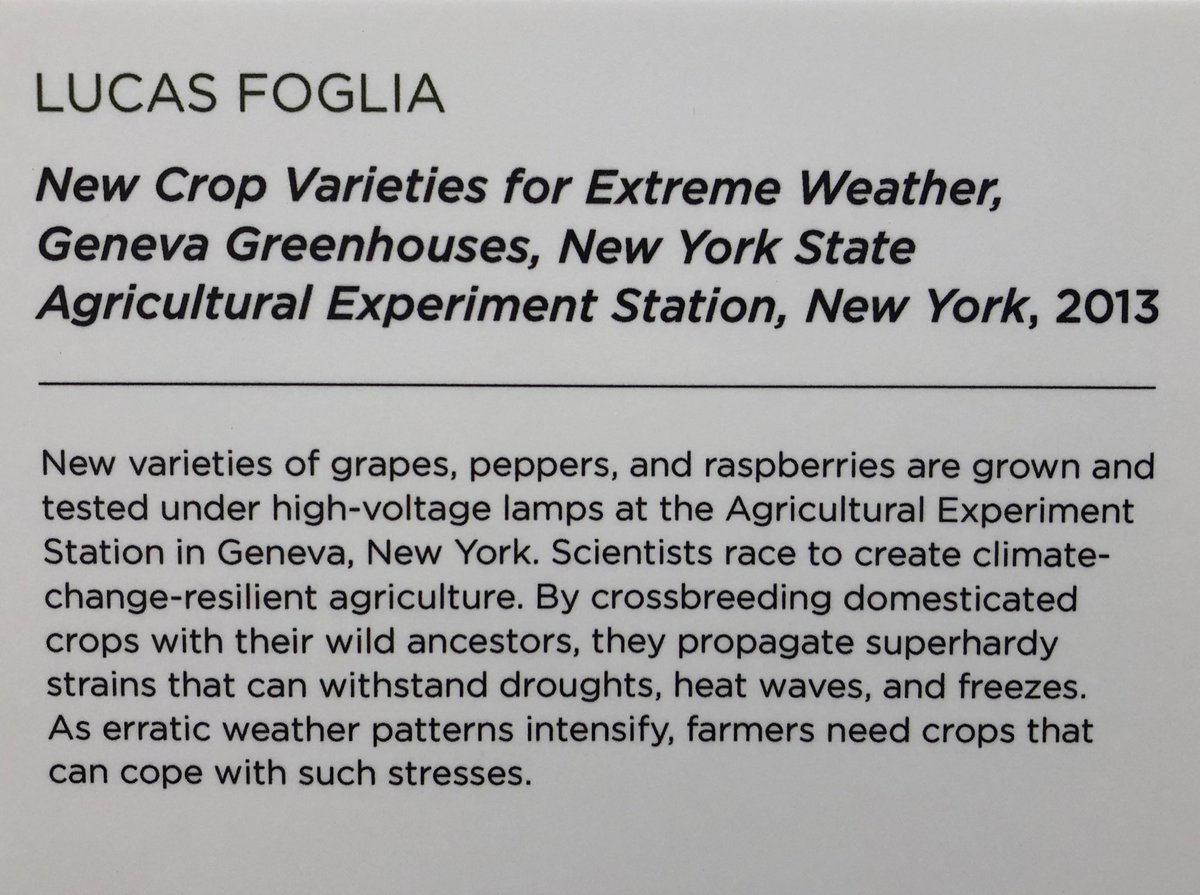 LUCAS FOGLIA
New Crop Varieties for Extreme Weather,
Geneva Greenhouses, New York State
Agricultural Experiment Station, New York, 2013
New varieties of grapes, peppers, and raspberries are grown and
tested under high-voltage lamps at the Agricultural Experiment
Station in Geneva, New York. Scientists race to create climate-
change-resilient agriculture. By crossbreeding domesticated
crops with their wild ancestors, they propagate superhardy
strains that can withstand droughts, heat waves, and freezes.
As erratic weather patterns intensify, farmers need crops that
can cope with such stresses.